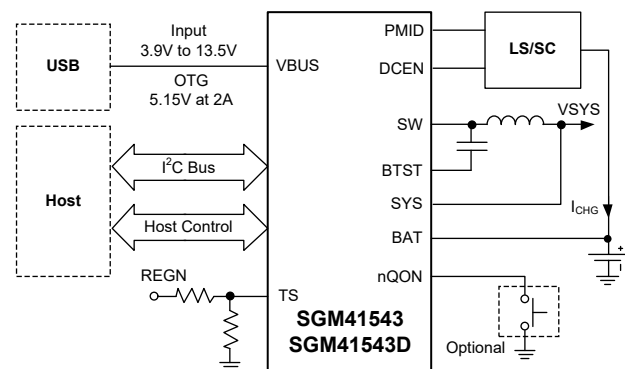 USB
Input
3.9V to 13.5V
OTG
5.15V at 2A
VBUS
PMID
DCEN
LS/SC
VSYS
SW
BTST
SYS
BAT
nQON
I_CHG
Host
I²C Bus
Host Control
REGN
TS
SGM41543
SGM41543D
Optional
+